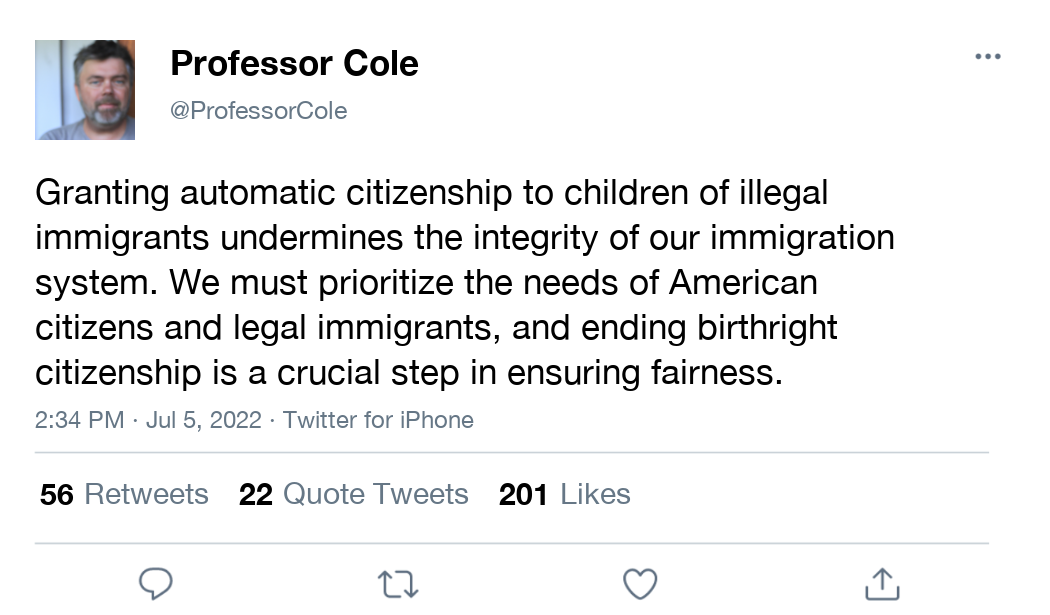 Professor Cole
@ProfessorCole
Granting automatic citizenship to children of illegal
immigrants undermines the integrity of our immigration
system. We must prioritize the needs of American
citizens and legal immigrants, and ending birthright
citizenship is a crucial step in ensuring fairness.
2:34 PM · Jul 5, 2022 · Twitter for iPhone
56 Retweets 22 Quote Tweets 201 Likes